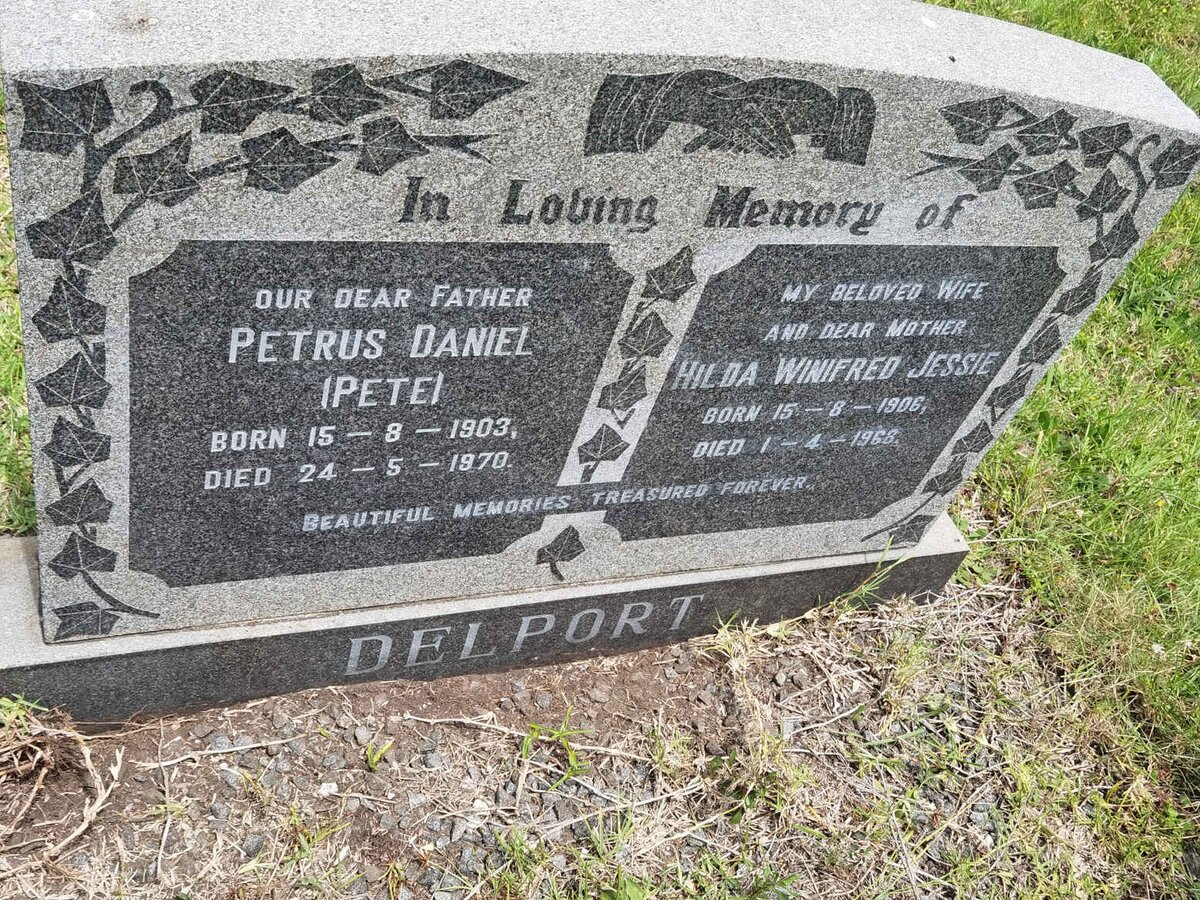 In Loving Memory of
OUR DEAR FATHER
PETRUS DANIEL
(PETE)
BORN 15 – 8 – 1903,
DIED 24 – 5 – 1970.
MY BELOVED WIFE
AND DEAR MOTHER
HILDA WINIFRED JESSIE
BORN 15 – 8 – 1906,
DIED 1 – 4 – 1968.
BEAUTIFUL MEMORIES TREASURED FOREVER.
DELPORT